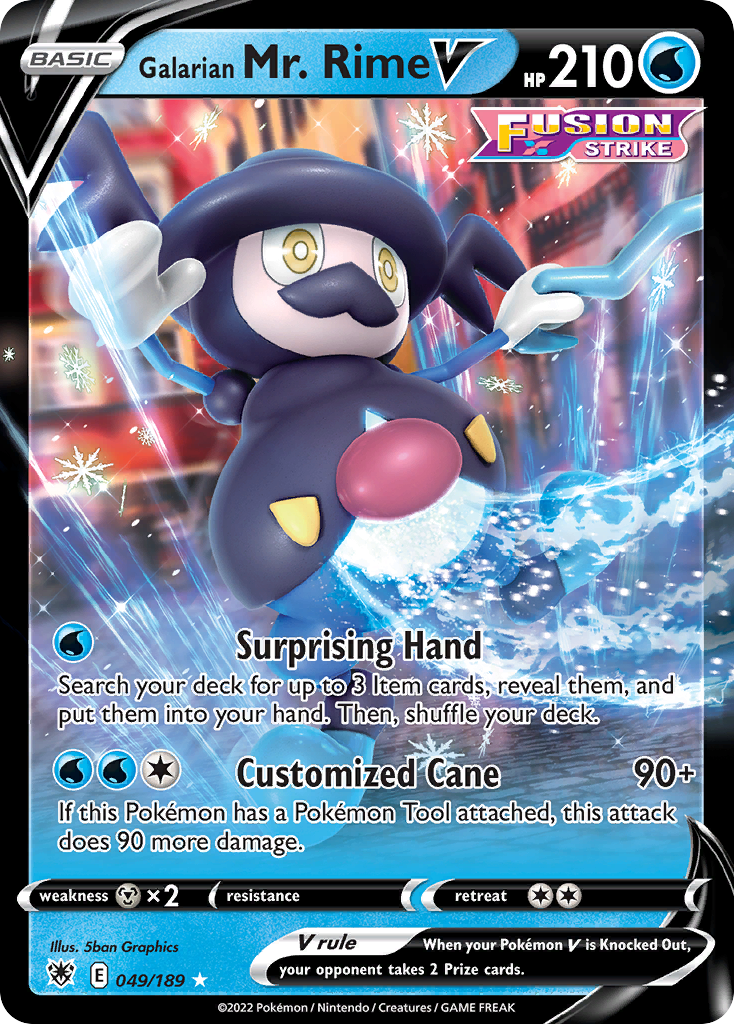 BASIC
Galarian Mr. Rime V
HP 210
FUSION
STRIKE
Surprising Hand
Search your deck for up to 3 Item cards, reveal them, and
put them into your hand. Then, shuffle your deck.
Customized Cane 90+
If this Pokémon has a Pokémon Tool attached, this attack
does 90 more damage.
weakness ×2 resistance retreat
Illus. 5ban Graphics
V rule When your Pokémon V is Knocked Out,
your opponent takes 2 Prize cards.
E 049/189 ★
©2022 Pokémon / Nintendo / Creatures / GAME FREAK